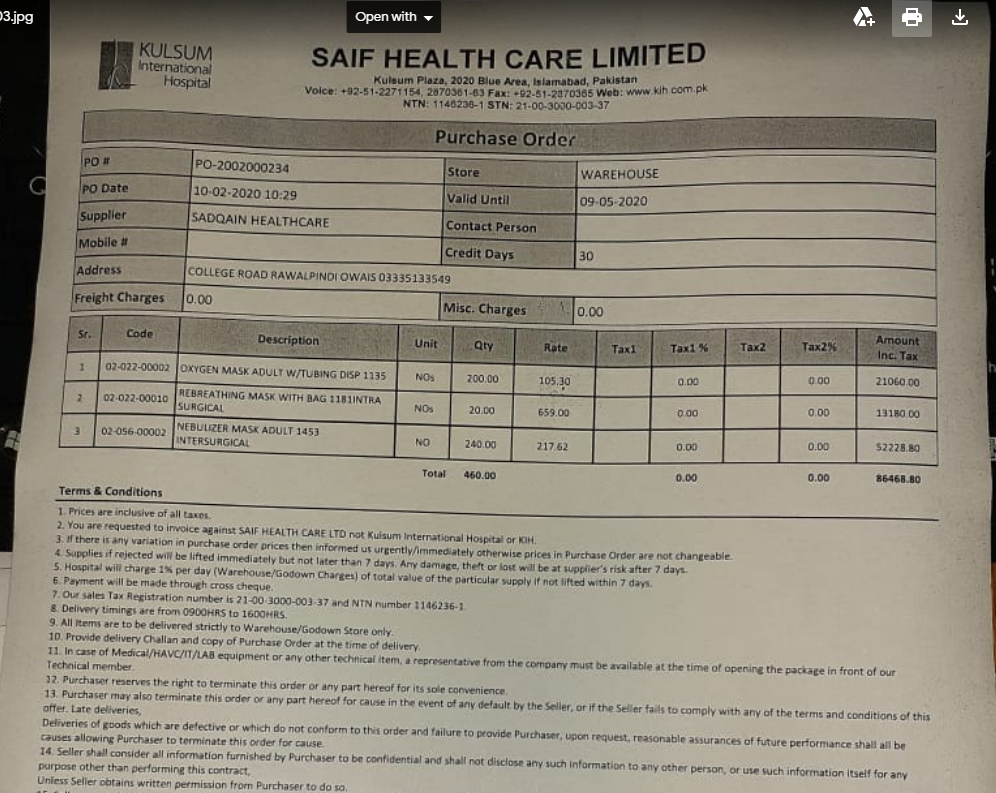 03.jpg
Open with
KULSUM
International
Hospital
SAIF HEALTH CARE LIMITED
Kulsum Plaza, 2020 Blue Area, Islamabad, Pakistan
Voice: +92-51-2271154, 2870361-63 Fax: +92-51-2870365 Web: www.kih.com.pk
NTN: 1146236-1 STN: 21-00-3000-003-37
Purchase Order
PO # PO-2002000234 Store WAREHOUSE
PO Date 10-02-2020 10:29 Valid Until 09-05-2020
Supplier SADQAIN HEALTHCARE Contact Person
Mobile # Credit Days 30
Address COLLEGE ROAD RAWALPINDI OWAIS 03335133549
Freight Charges 0.00 Misc. Charges 0.00
Sr. Code Description Unit Qty Rate Tax1 Tax1 % Tax2 Tax2% Amount Inc. Tax
1 02-022-00002 OXYGEN MASK ADULT W/TUBING DISP 1135 NOs 200.00 105.30 0.00 0.00 21060.00
2 02-022-00010 REBREATHING MASK WITH BAG 1181INTRA NOs 20.00 659.00 0.00 0.00 13180.00
SURGICAL
3 02-056-00002 NEBULIZER MASK ADULT 1453 NO 240.00 217.62 0.00 0.00 52228.80
INTERSURGICAL
Total 460.00 0.00 0.00 86468.80
Terms & Conditions
1. Prices are inclusive of all taxes.
2. You are requested to invoice against SAIF HEALTH CARE LTD not Kulsum International Hospital or KIH.
3. If there is any variation in purchase order prices then informed us urgently/immediately otherwise prices in Purchase Order are not changeable.
4. Supplies if rejected will be lifted immediately but not later than 7 days. Any damage, theft or lost will be at supplier's risk after 7 days.
5. Hospital will charge 1% per day (Warehouse/Godown Charges) of total value of the particular supply if not lifted within 7 days.
6. Payment will be made through cross cheque.
7. Our sales Tax Registration number is 21-00-3000-003-37 and NTN number 1146236-1.
8. Delivery timings are from 0900HRS to 1600HRS.
9. All Items are to be delivered strictly to Warehouse/Godown Store only.
10. Provide delivery Challan and copy of Purchase Order at the time of delivery.
11. In case of Medical/HAVC/IT/LAB equipment or any other technical item, a representative from the company must be available at the time of opening the package in front of our
Technical member.
12. Purchaser reserves the right to terminate this order or any part hereof for its sole convenience.
13. Purchaser may also terminate this order or any part hereof for cause in the event of any default by the Seller, or if the Seller fails to comply with any of the terms and conditions of this
offer. Late deliveries,
Deliveries of goods which are defective or which do not conform to this order and failure to provide Purchaser, upon request, reasonable assurances of future performance shall all be
causes allowing Purchaser to terminate this order for cause.
14. Seller shall consider all information furnished by Purchaser to be confidential and shall not disclose any such information to any other person, or use such information itself for any
purpose other than performing this contract,
Unless Seller obtains written permission from Purchaser to do so.